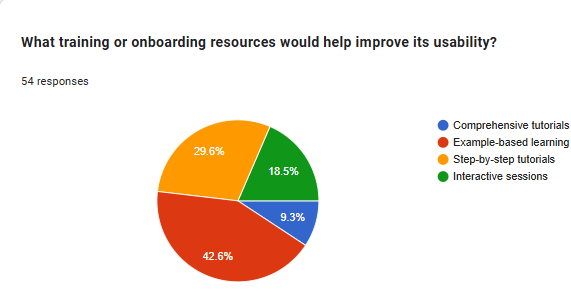 What training or onboarding resources would help improve its usability?
54 responses
Comprehensive tutorials
Example-based learning
Step-by-step tutorials
Interactive sessions
29.6%
18.5%
9.3%
42.6%